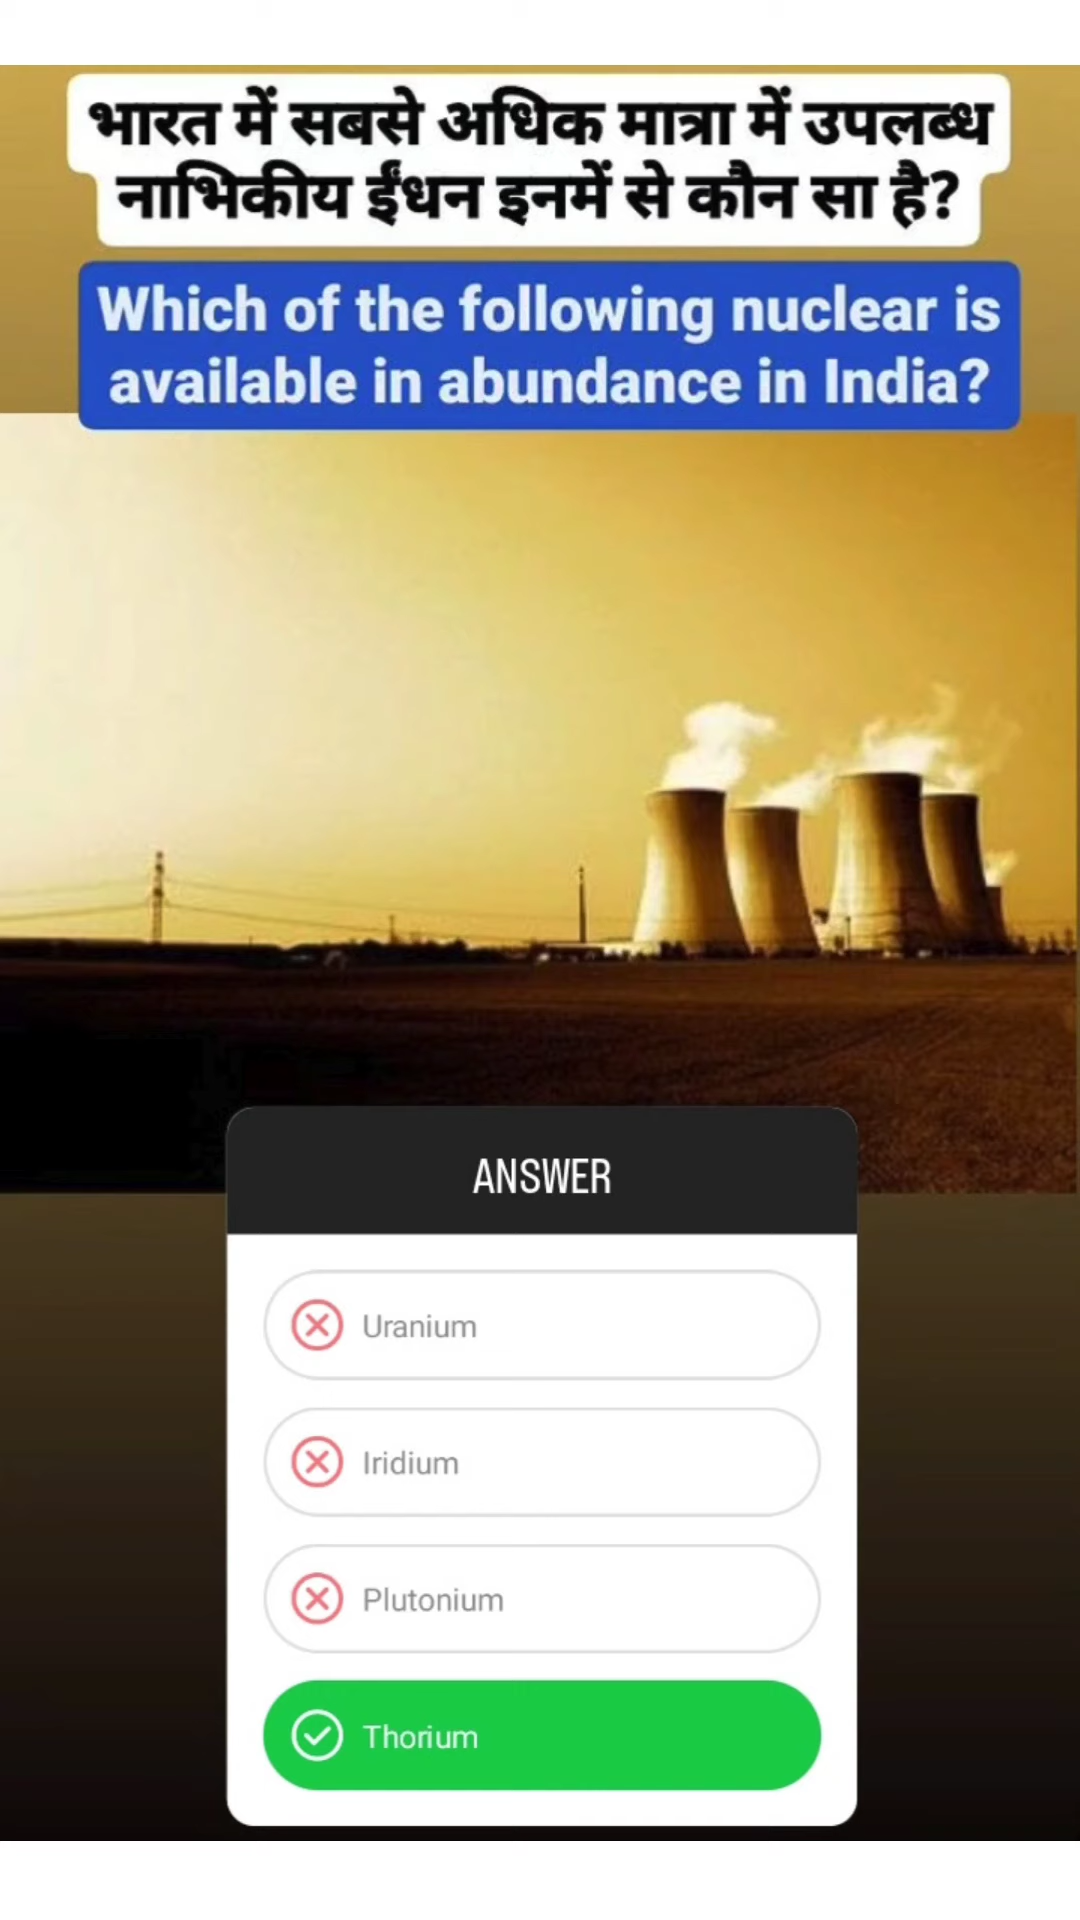 भारत में सबसे अधिक मात्रा में उपलब्ध
नाभिकीय ईंधन इनमें से कौन सा है?
Which of the following nuclear is
available in abundance in India?
ANSWER
Uranium
Iridium
Plutonium
Thorium